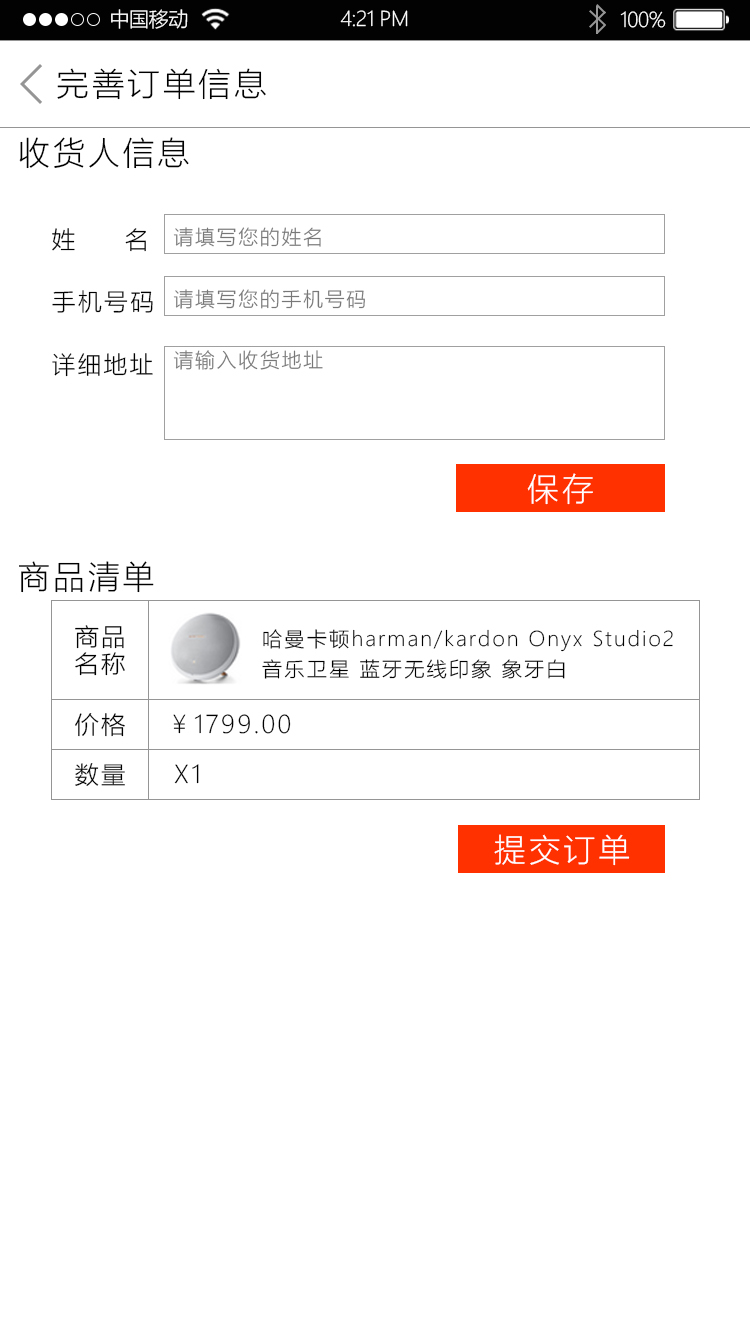 中国移动
4:21 PM
100%
完善订单信息
收货人信息
姓 名
请填写您的姓名
手机号码
请填写您的手机号码
详细地址
请输入收货地址
保存
商品清单
商品
名称
哈曼卡顿harman/kardon Onyx Studio2
音乐卫星 蓝牙无线印象 象牙白
价格
¥1799.00
数量
X1
提交订单